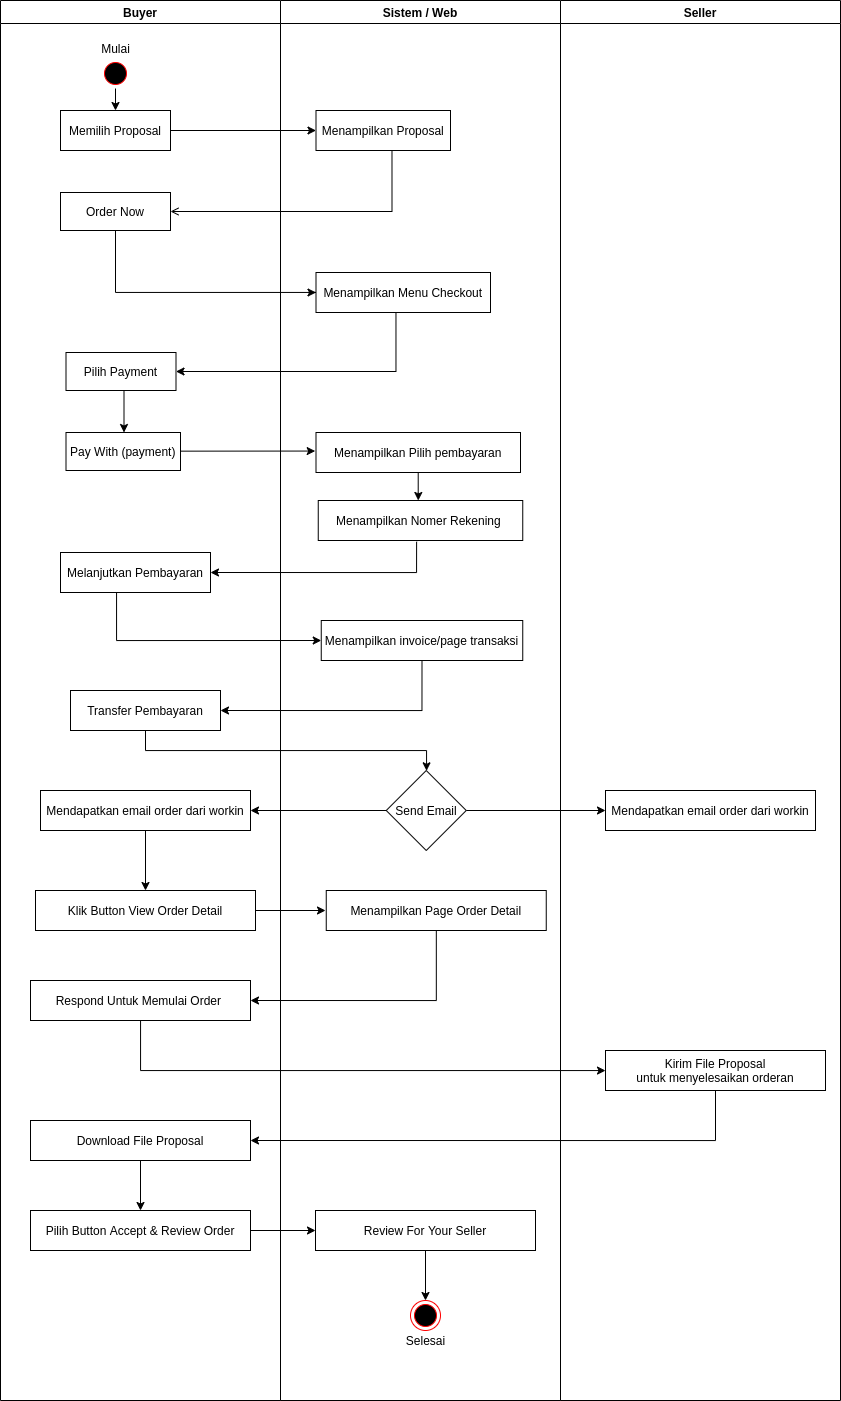 Buyer
Sistem / Web
Seller
Mulai
Memilih Proposal
Menampilkan Proposal
Order Now
Menampilkan Menu Checkout
Pilih Payment
Pay With (payment)
Menampilkan Pilih pembayaran
Menampilkan Nomer Rekening
Melanjutkan Pembayaran
Menampilkan invoice/page transaksi
Transfer Pembayaran
Send Email
Mendapatkan email order dari workin
Mendapatkan email order dari workin
Klik Button View Order Detail
Menampilkan Page Order Detail
Respond Untuk Memulai Order
Kirim File Proposal
untuk menyelesaikan orderan
Download File Proposal
Pilih Button Accept & Review Order
Review For Your Seller
Selesai